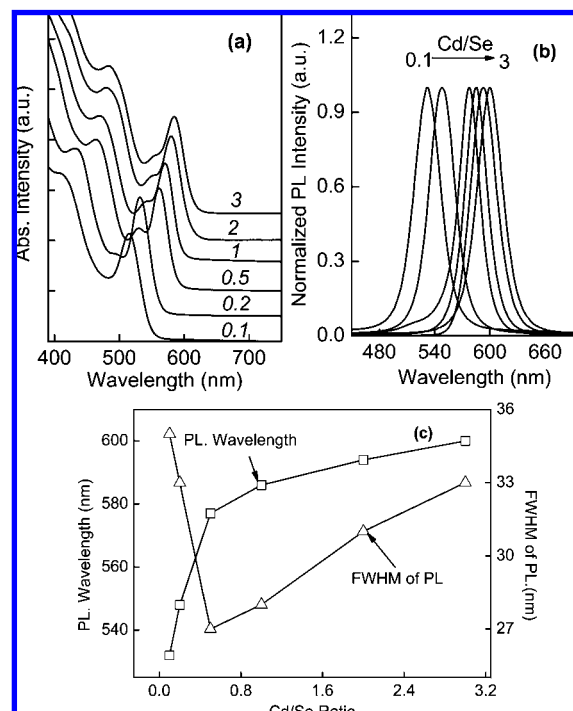 (a)
Abs. Intensity (a.u.)
3
2
1
0.5
0.2
0.1
400 500 600 700
Wavelength (nm)
(b)
Cd/Se
0.1 3
Normalized PL Intensity (a.u.)
1.2
0.9
0.6
0.3
0.0
480 540 600 660
Wavelength (nm)
(c)
PL. Wavelength
FWHM of PL
PL. Wavelength (nm)
600
580
560
540
FWHM of PL.(nm)
36
33
30
27
0.0 0.8 1.6 2.4 3.2
Cd/Se Ratio